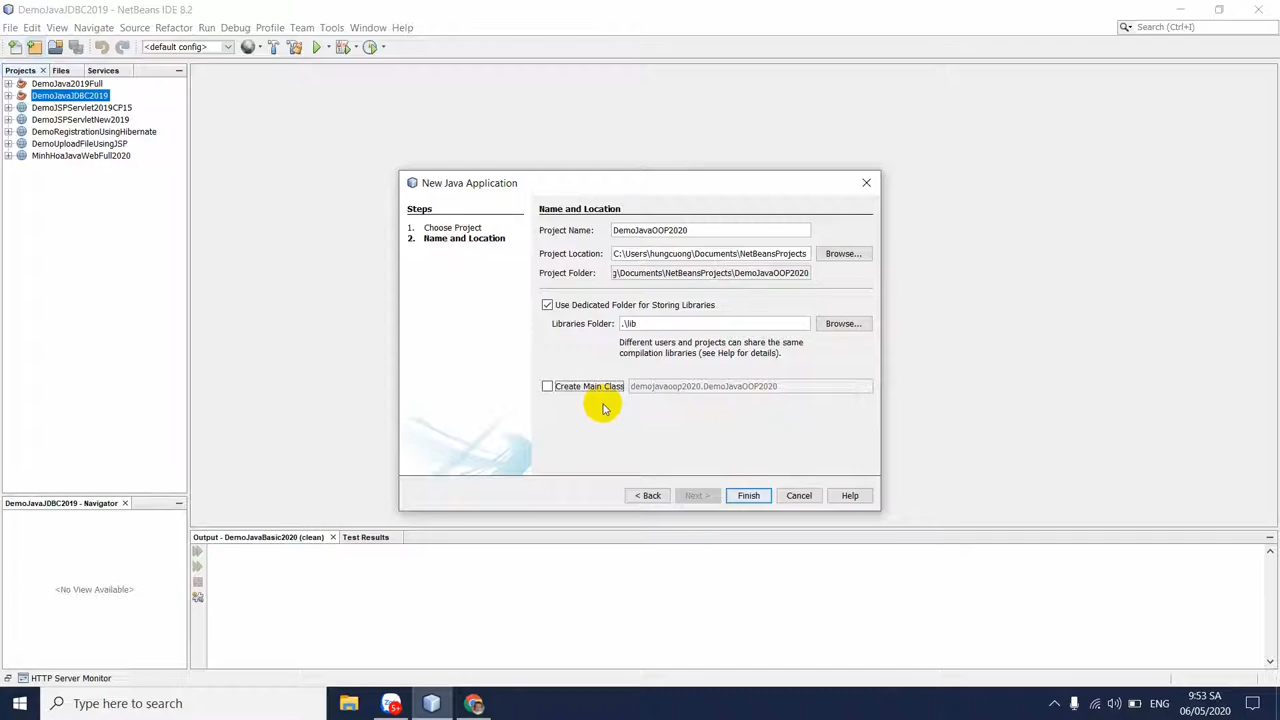 DemoJavaJDBC2019 - NetBeans IDE 8.2
File Edit View Navigate Source Refactor Run Debug Profile Team Tools Window Help
Search (Ctrl+I)
<default config>
Projects Files Services
DemoJava2019Full
DemoJavaJDBC2019
DemoJSPServlet2019CP15
DemoJSPServletNew2019
DemoRegistrationUsingHibernate
DemoUploadFileUsingJSP
MinhHoaJavaWebFull2020
New Java Application
Steps
1. Choose Project
2. Name and Location
Name and Location
Project Name: DemoJavaOOP2020
Project Location: C:\Users\hungcuong\Documents\NetBeansProjects Browse...
Project Folder: g\Documents\NetBeansProjects\DemoJavaOOP2020
Use Dedicated Folder for Storing Libraries
Libraries Folder: .\lib Browse...
Different users and projects can share the same
compilation libraries (see Help for details).
Create Main Class demojavaoop2020.DemoJavaOOP2020
< Back Next > Finish Cancel Help
DemoJavaJDBC2019 - Navigator
<No View Available>
Output - DemoJavaBasic2020 (clean) Test Results
HTTP Server Monitor
Type here to search
5+
ENG
9:53 SA
06/05/2020